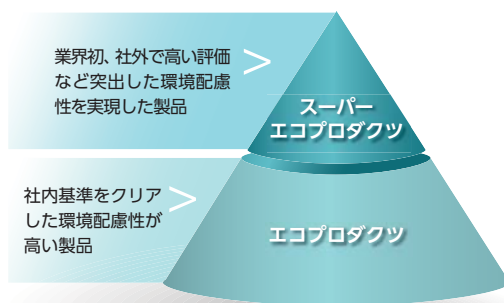 業界初、社外で高い評価
など突出した環境配慮
性を実現した製品
>
スーパー
エコプロダクツ
社内基準をクリア
した環境配慮性が
高い製品
>
エコプロダクツ